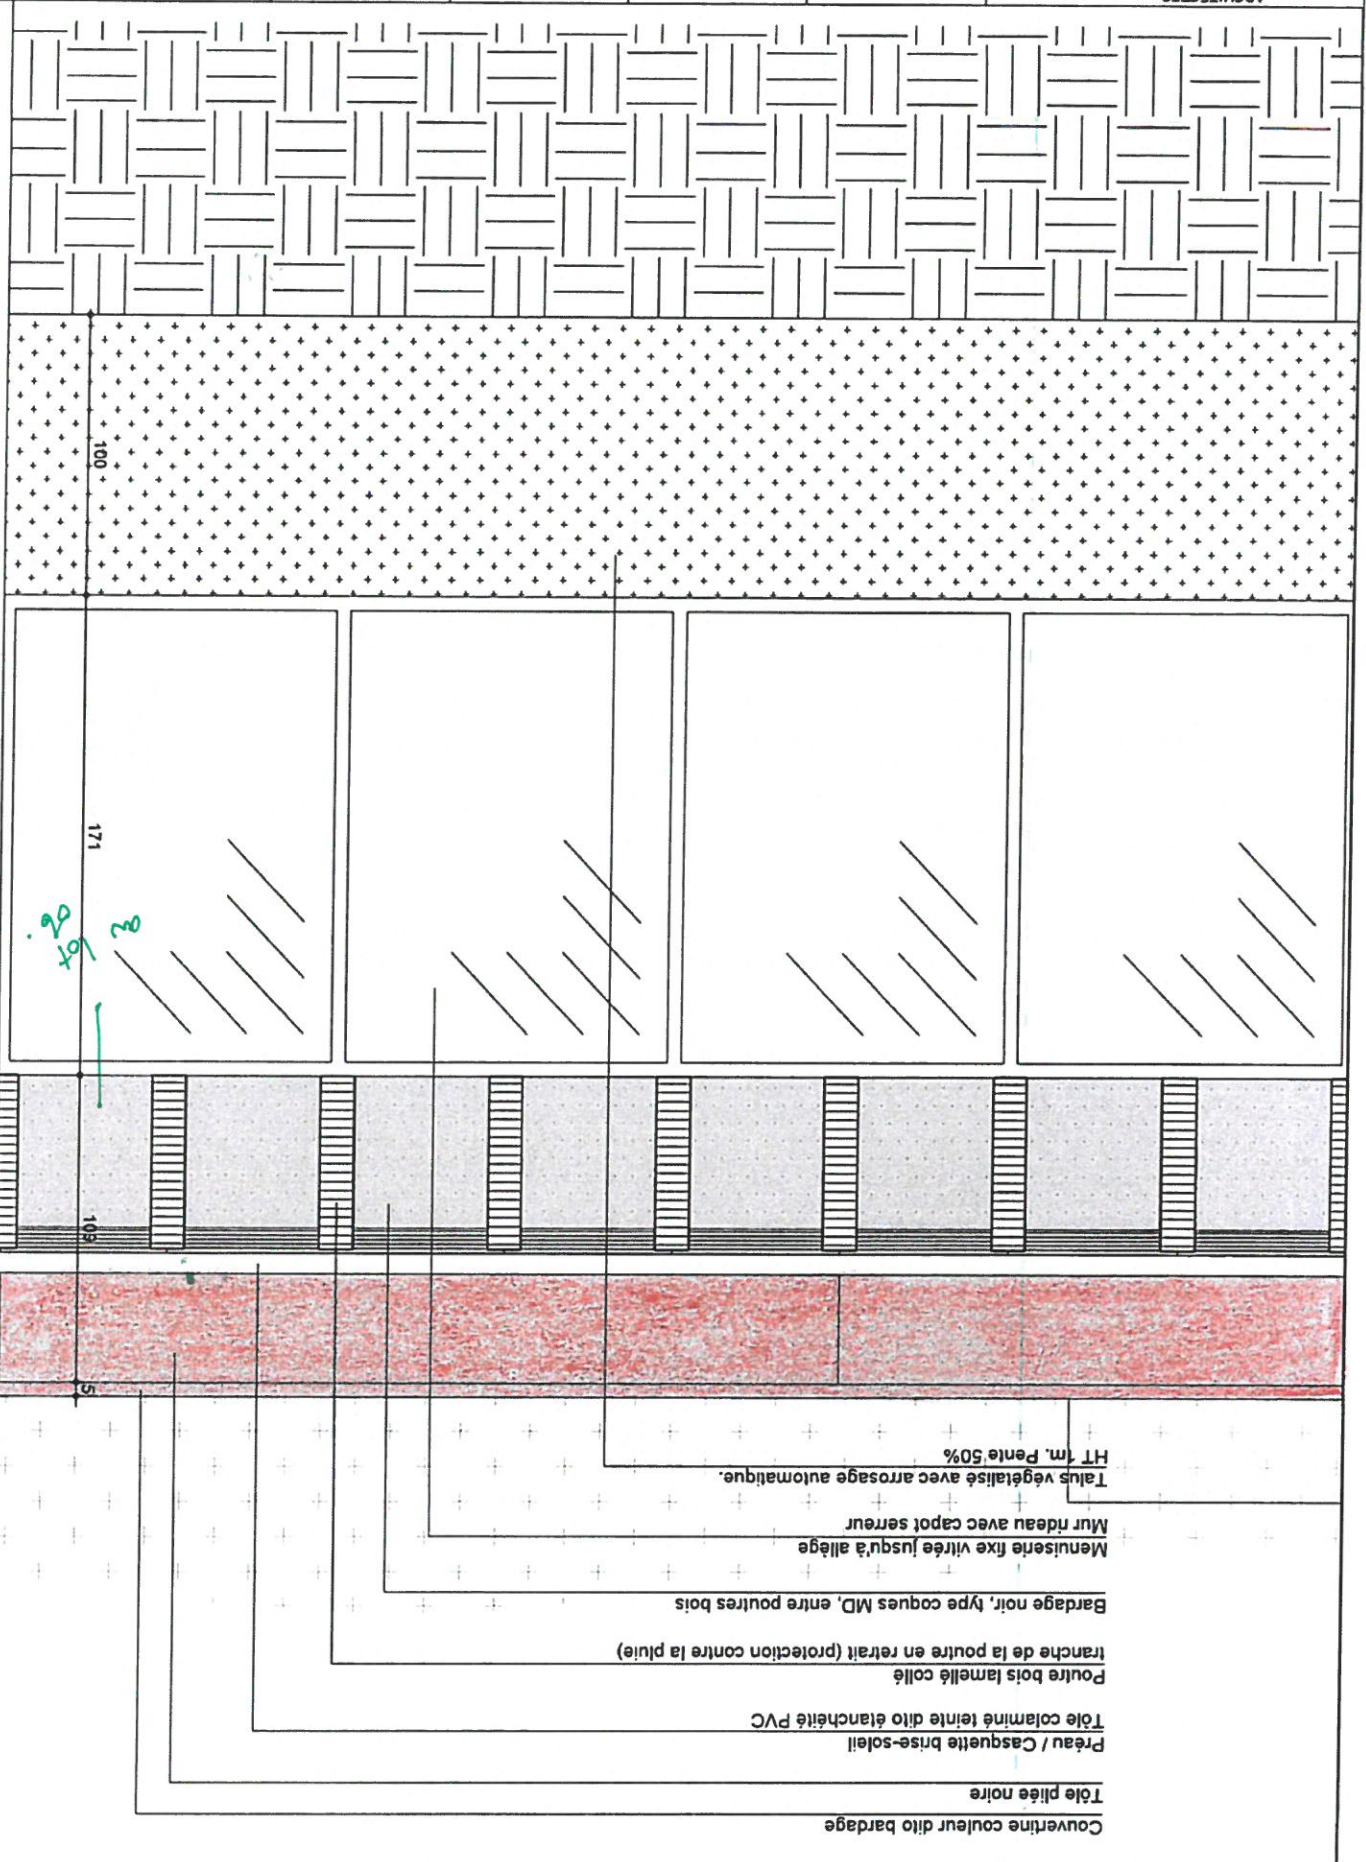 Couvertine couleur dito bardage
Tôle pliée noire
Préau / Casquette brise-soleil
Tôle colaminé teinte dito étanchéité PVC
Poutre bois lamellé collé
tranche de la poutre en retrait (protection contre la pluie)
Bardage noir, type coques MD, entre poutres bois
Menuiserie fixe vitrée jusqu'à allège
Mur rideau avec capot serreur
Talus végétalisé avec arrosage automatique.
HT 1m. Pente 50%
5
109
171
100